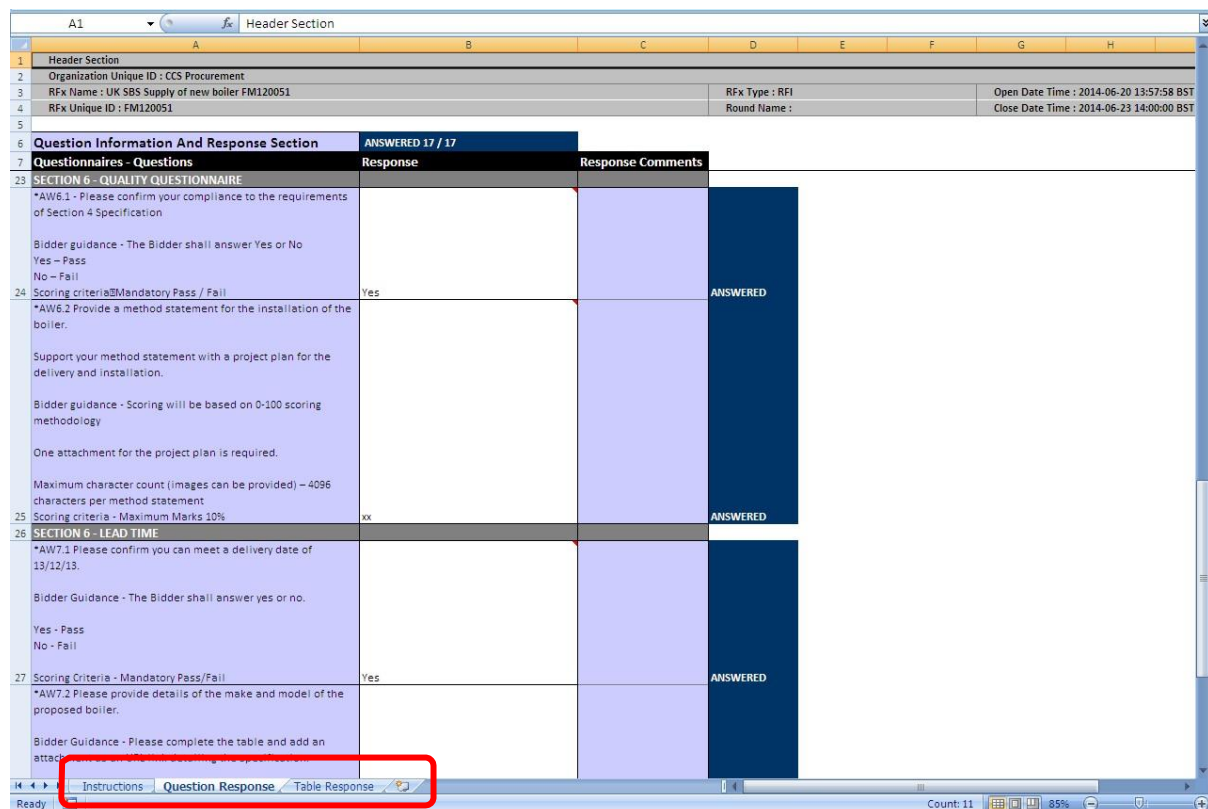 A1 fx Header Section
A B C D E F G H
1 Header Section
2 Organization Unique ID : CCS Procurement
3 RFx Name : UK SBS Supply of new boiler FM120051 RFx Type : RFI Open Date Time : 2014-06-20 13:57:58 BST
4 RFx Unique ID : FM120051 Round Name : Close Date Time : 2014-06-23 14:00:00 BST
5
6 Question Information And Response Section ANSWERED 17 / 17
7 Questionnaires - Questions Response Response Comments
23 SECTION 6 - QUALITY QUESTIONNAIRE
*AW6.1 - Please confirm your compliance to the requirements
of Section 4 Specification
Bidder guidance - The Bidder shall answer Yes or No
Yes – Pass
No – Fail
24 Scoring criteria Mandatory Pass / Fail Yes ANSWERED
*AW6.2 Provide a method statement for the installation of the
boiler.
Support your method statement with a project plan for the
delivery and installation.
Bidder guidance - Scoring will be based on 0-100 scoring
methodology
One attachment for the project plan is required.
Maximum character count (images can be provided) – 4096
characters per method statement
25 Scoring criteria - Maximum Marks 10% xx ANSWERED
26 SECTION 6 - LEAD TIME
*AW7.1 Please confirm you can meet a delivery date of
13/12/13.
Bidder Guidance - The Bidder shall answer yes or no.
Yes - Pass
No - Fail
27 Scoring Criteria - Mandatory Pass/Fail Yes ANSWERED
*AW7.2 Please provide details of the make and model of the
proposed boiler.
Bidder Guidance - Please complete the table and add an
Instructions Question Response Table Response
Ready Count: 11 85%